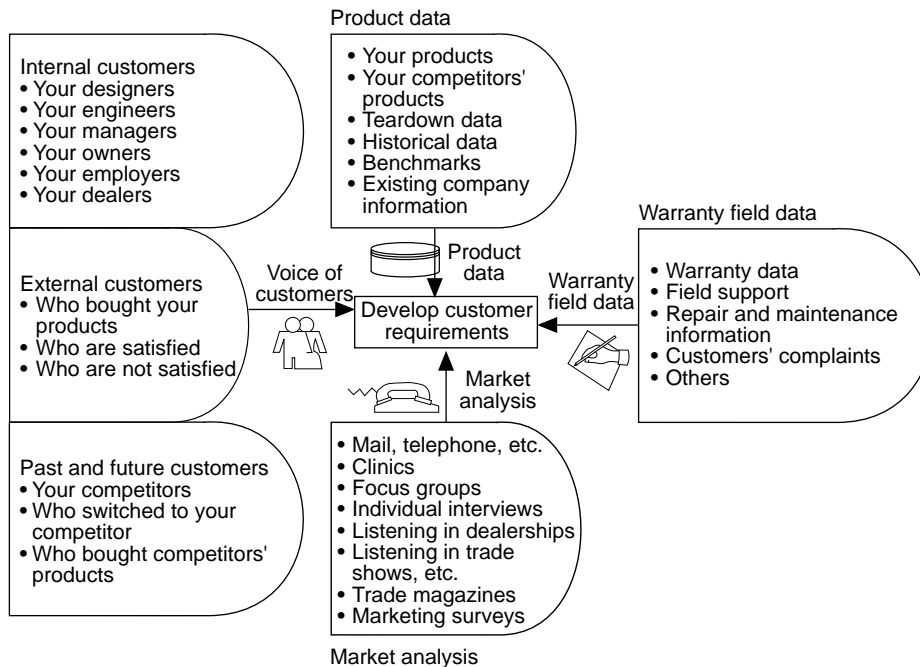 Product data
Internal customers
• Your designers
• Your engineers
• Your managers
• Your owners
• Your employers
• Your dealers
• Your products
• Your competitors'
products
• Teardown data
• Historical data
• Benchmarks
• Existing company
information
Warranty field data
External customers
• Who bought your
products
• Who are satisfied
• Who are not satisfied
Voice of
customers
Product
data
Develop customer
requirements
Warranty
field data
• Warranty data
• Field support
• Repair and maintenance
information
• Customers' complaints
• Others
Market
analysis
Past and future customers
• Your competitors
• Who switched to your
competitor
• Who bought competitors'
products
• Mail, telephone, etc.
• Clinics
• Focus groups
• Individual interviews
• Listening in dealerships
• Listening in trade
shows, etc.
• Trade magazines
• Marketing surveys
Market analysis